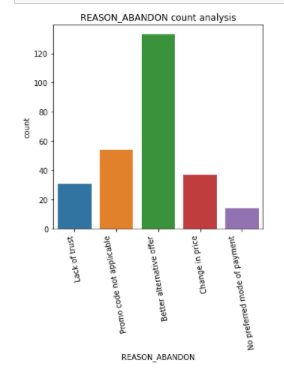 REASON_ABANDON count analysis
120
100
80
60
40
20
0
count
Lack of trust
Promo code not applicable
Better alternative offer
Change in price
No preferred mode of payment
REASON_ABANDON